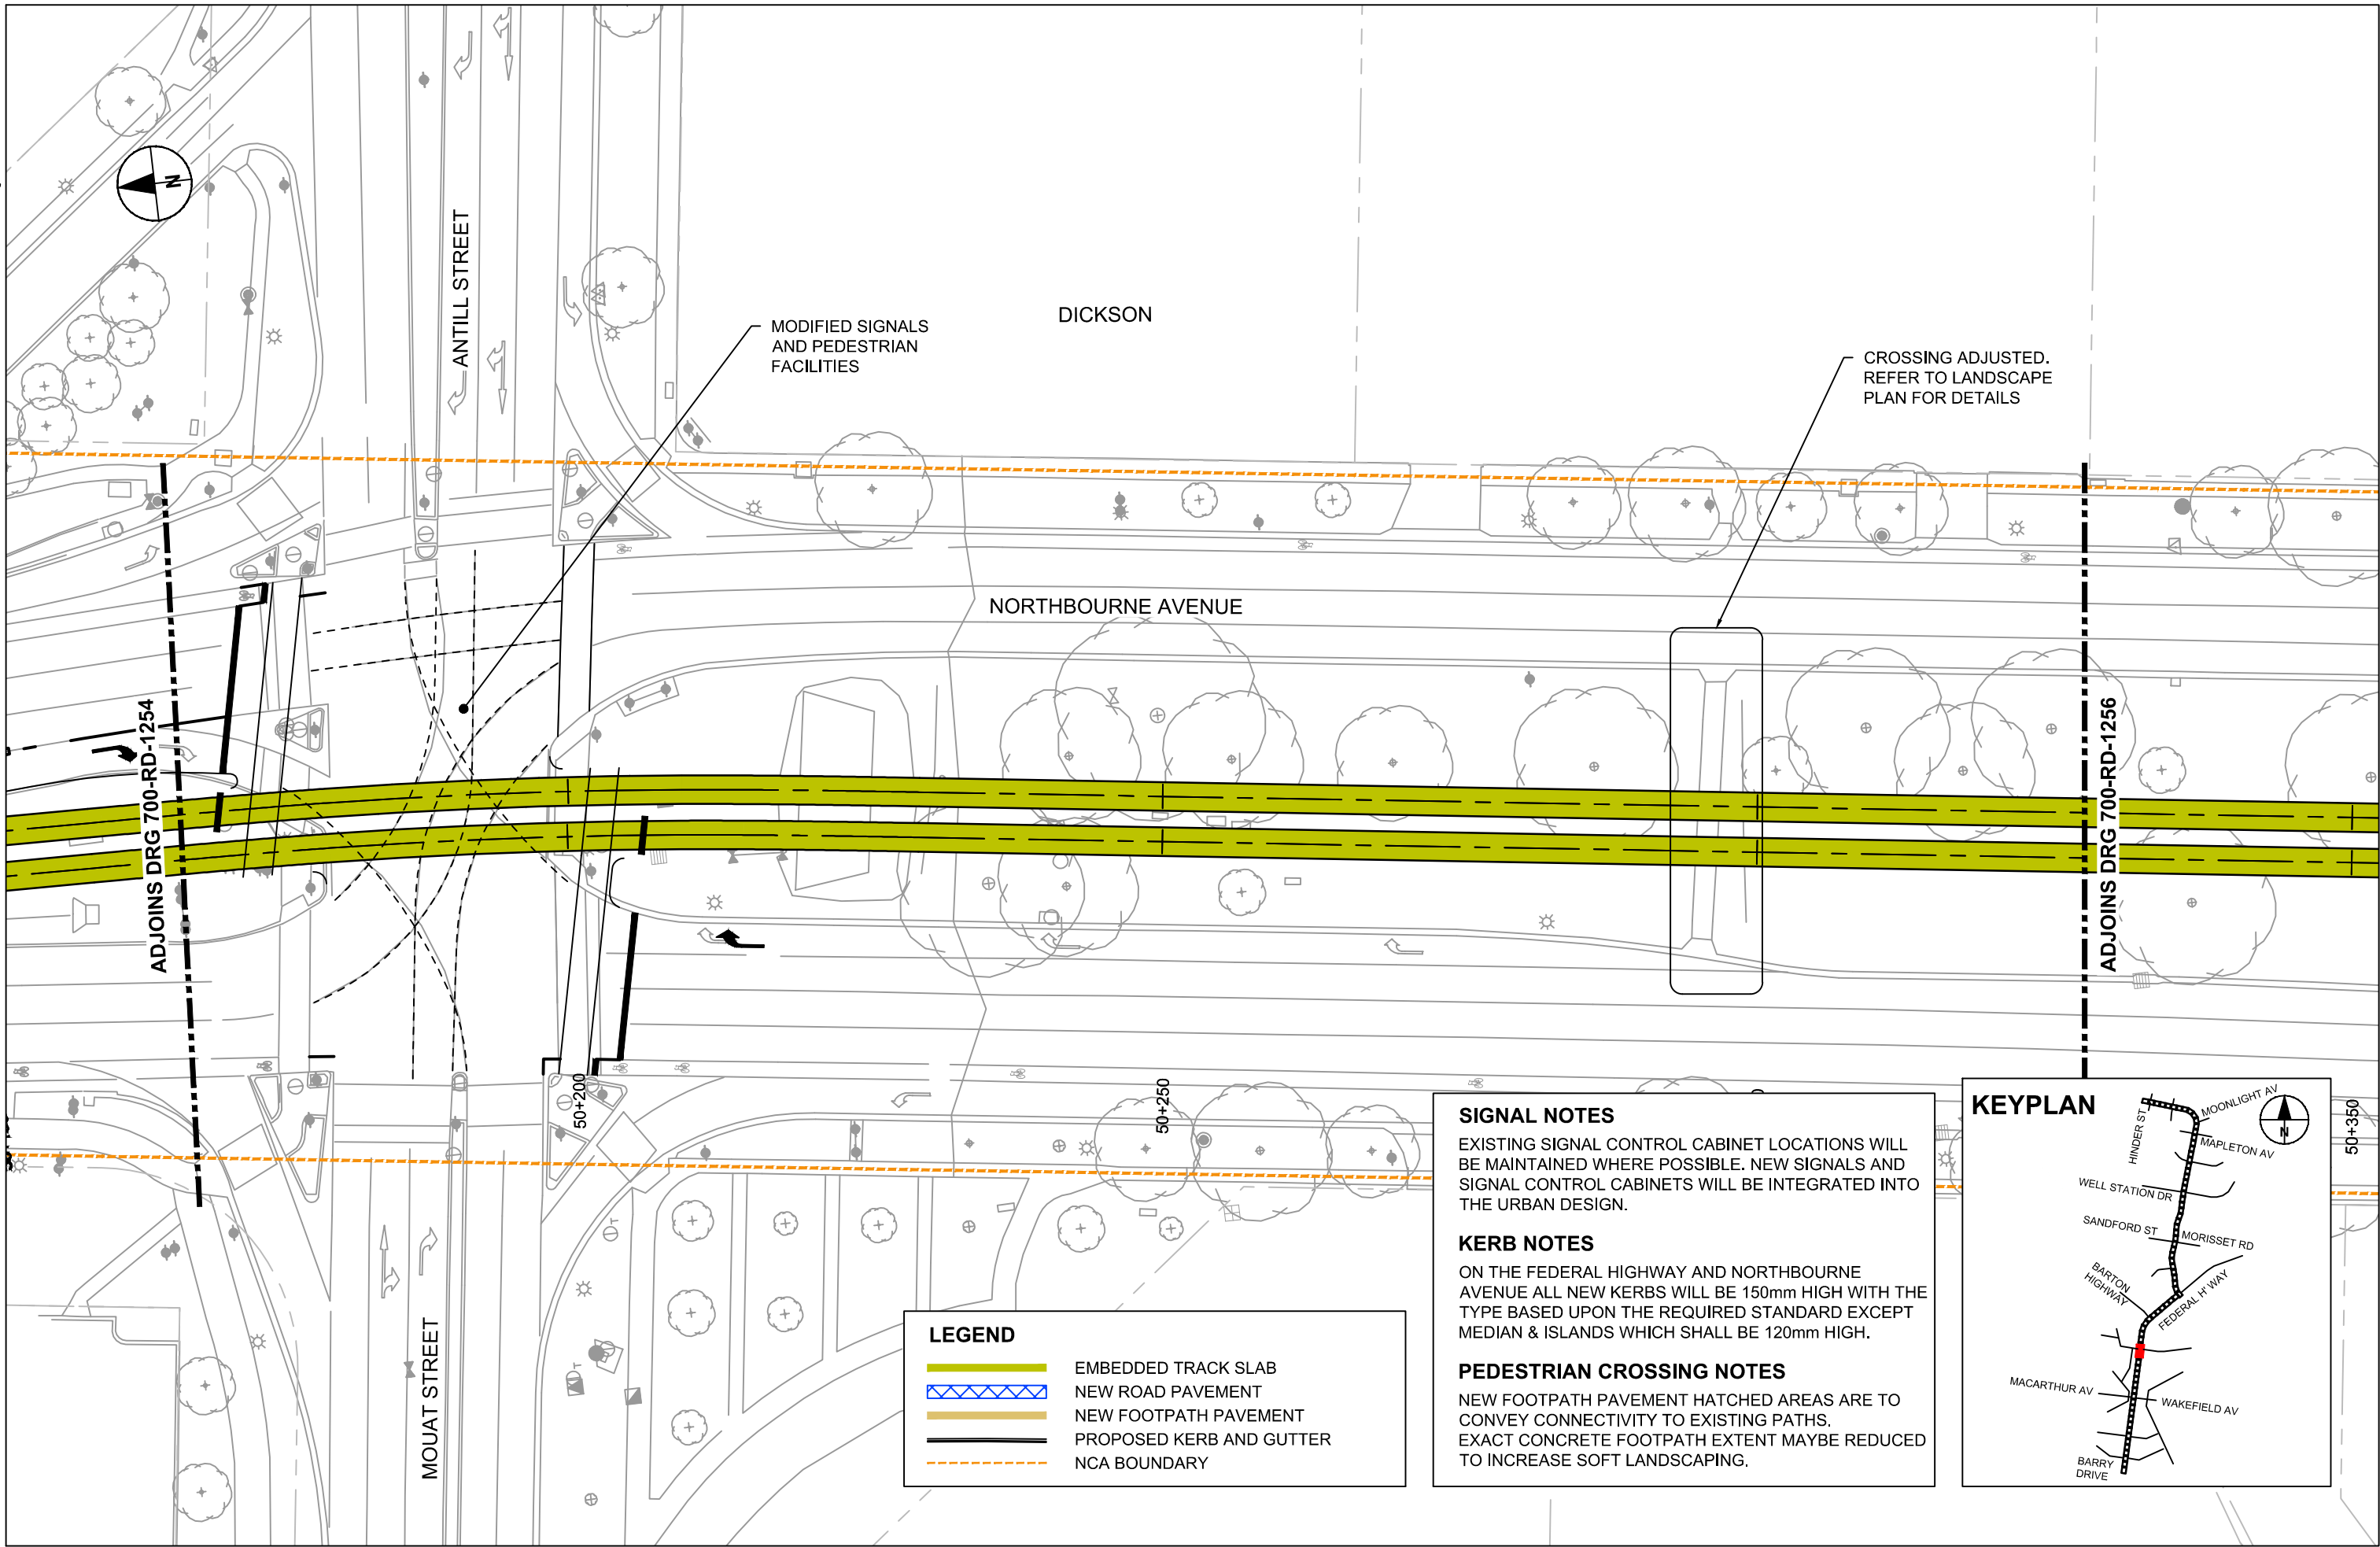 N
ANTILL STREET
MODIFIED SIGNALS
AND PEDESTRIAN
FACILITIES
DICKSON
CROSSING ADJUSTED.
REFER TO LANDSCAPE
PLAN FOR DETAILS
NORTHBOURNE AVENUE
ADJOINS DRG 700-RD-1254
ADJOINS DRG 700-RD-1256
50+200
50+250
50+350
MOUAT STREET
LEGEND
EMBEDDED TRACK SLAB
NEW ROAD PAVEMENT
NEW FOOTPATH PAVEMENT
PROPOSED KERB AND GUTTER
NCA BOUNDARY
SIGNAL NOTES
EXISTING SIGNAL CONTROL CABINET LOCATIONS WILL
BE MAINTAINED WHERE POSSIBLE. NEW SIGNALS AND
SIGNAL CONTROL CABINETS WILL BE INTEGRATED INTO
THE URBAN DESIGN.
KERB NOTES
ON THE FEDERAL HIGHWAY AND NORTHBOURNE
AVENUE ALL NEW KERBS WILL BE 150mm HIGH WITH THE
TYPE BASED UPON THE REQUIRED STANDARD EXCEPT
MEDIAN & ISLANDS WHICH SHALL BE 120mm HIGH.
PEDESTRIAN CROSSING NOTES
NEW FOOTPATH PAVEMENT HATCHED AREAS ARE TO
CONVEY CONNECTIVITY TO EXISTING PATHS.
EXACT CONCRETE FOOTPATH EXTENT MAYBE REDUCED
TO INCREASE SOFT LANDSCAPING.
KEYPLAN
N
HINDER ST
MOONLIGHT AV
MAPLETON AV
WELL STATION DR
SANDFORD ST
MORISSET RD
BARTON
HIGHWAY
FEDERAL H'WAY
MACARTHUR AV
WAKEFIELD AV
BARRY
DRIVE